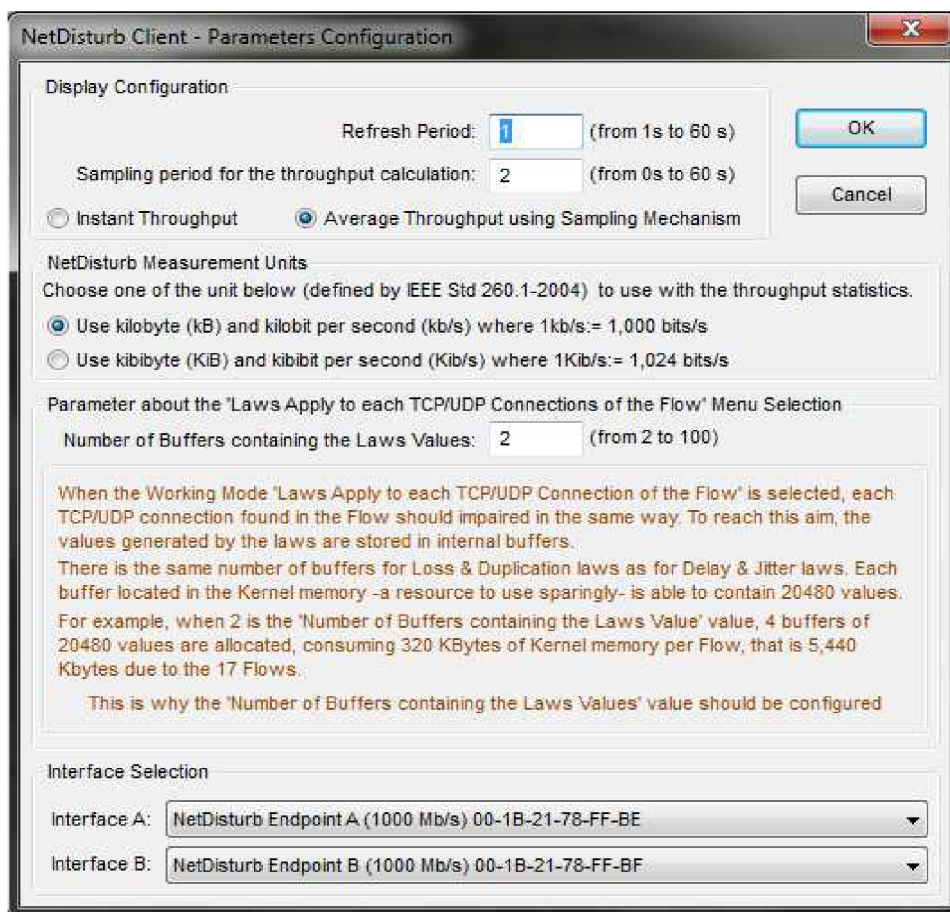 NetDisturb Client - Parameters Configuration
Display Configuration
Refresh Period: 1 (from 1s to 60 s)
OK
Sampling period for the throughput calculation: 2 (from 0s to 60 s)
Cancel
Instant Throughput Average Throughput using Sampling Mechanism
NetDisturb Measurement Units
Choose one of the unit below (defined by IEEE Std 260.1-2004) to use with the throughput statistics.
Use kilobyte (kB) and kilobit per second (kb/s) where 1kb/s:= 1,000 bits/s
Use kibibyte (KiB) and kibibit per second (Kib/s) where 1Kib/s:= 1,024 bits/s
Parameter about the 'Laws Apply to each TCP/UDP Connections of the Flow' Menu Selection
Number of Buffers containing the Laws Values: 2 (from 2 to 100)
When the Working Mode 'Laws Apply to each TCP/UDP Connection of the Flow' is selected, each
TCP/UDP connection found in the Flow should impaired in the same way. To reach this aim, the
values generated by the laws are stored in internal buffers.
There is the same number of buffers for Loss & Duplication laws as for Delay & Jitter laws. Each
buffer located in the Kernel memory -a resource to use sparingly- is able to contain 20480 values.
For example, when 2 is the 'Number of Buffers containing the Laws Value' value, 4 buffers of
20480 values are allocated, consuming 320 KBytes of Kernel memory per Flow, that is 5,440
Kbytes due to the 17 Flows.
This is why the 'Number of Buffers containing the Laws Values' value should be configured
Interface Selection
Interface A: NetDisturb Endpoint A (1000 Mb/s) 00-1B-21-78-FF-BE
Interface B: NetDisturb Endpoint B (1000 Mb/s) 00-1B-21-78-FF-BF